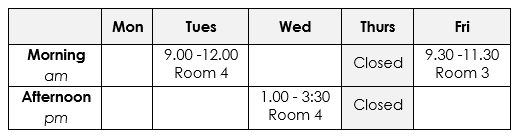 Mon Tues Wed Thurs Fri
Morning
am
9.00 -12.00
Room 4
Closed
9.30 -11.30
Room 3
Afternoon
pm
1.00 - 3:30
Room 4
Closed